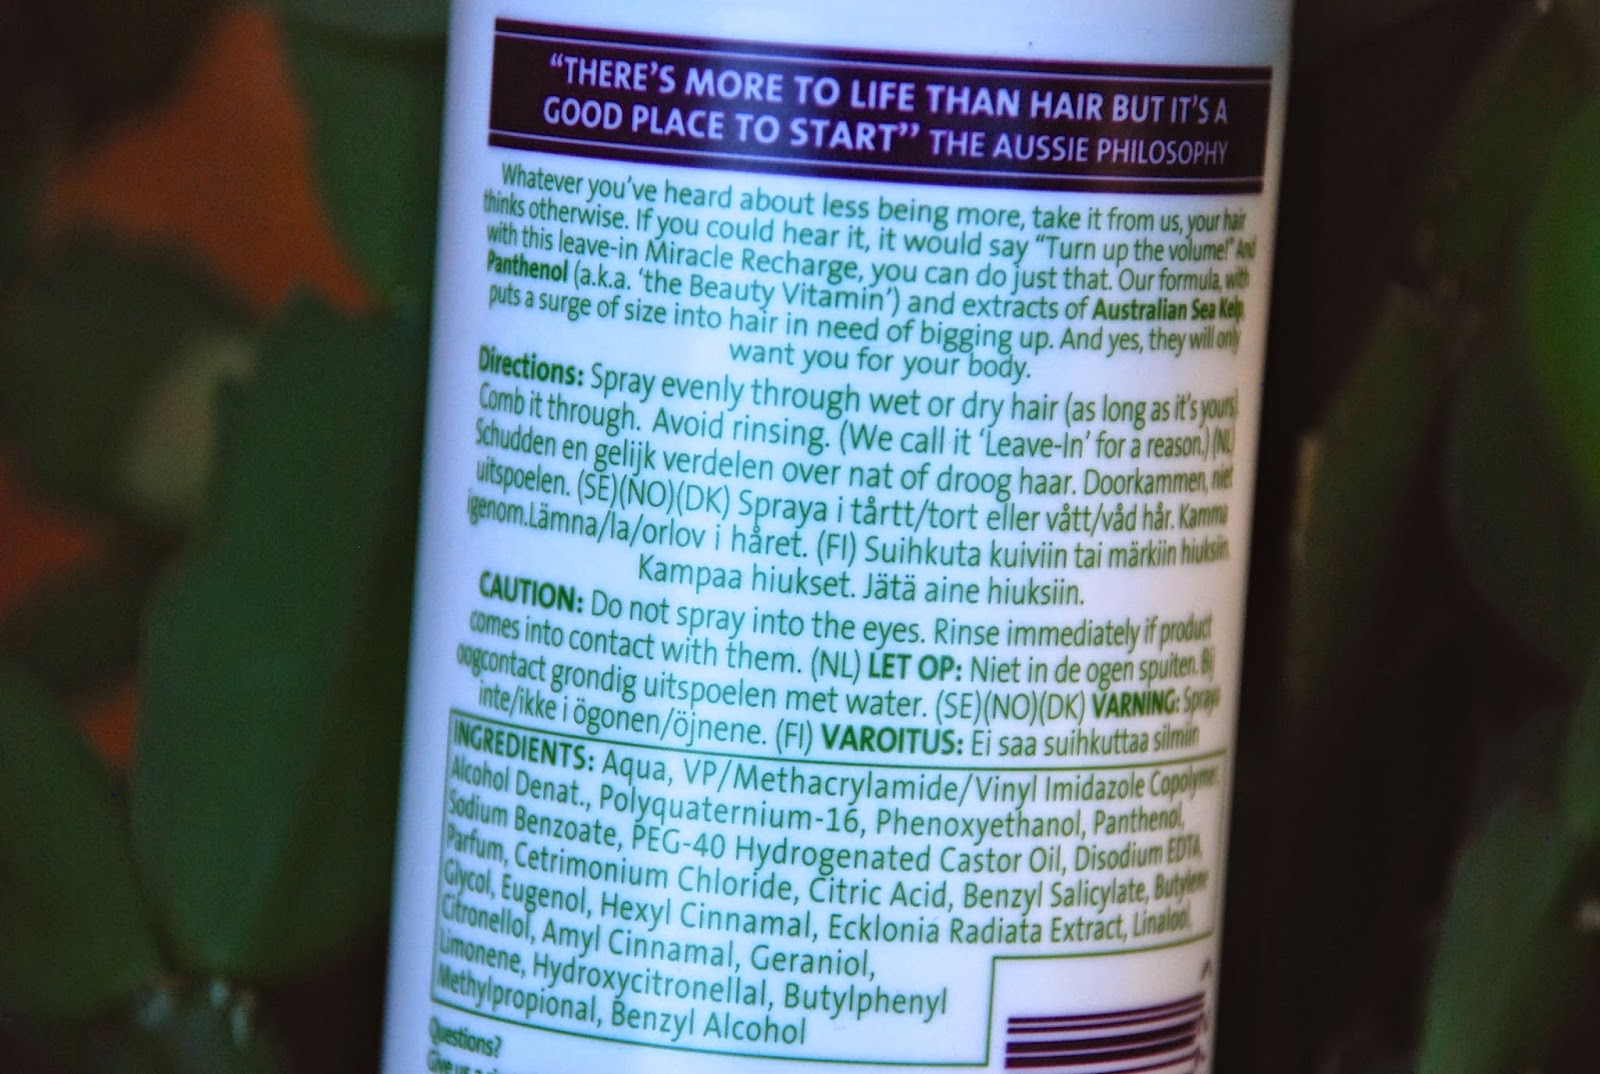 “THERE’S MORE TO LIFE THAN HAIR BUT IT’S A
GOOD PLACE TO START” THE AUSSIE PHILOSOPHY
Whatever you’ve heard about less being more, take it from us, your hair
thinks otherwise. If you could hear it, it would say “Turn up the volume!” And
with this leave-in Miracle Recharge, you can do just that. Our formula, with
Panthenol (a.k.a. ‘the Beauty Vitamin’) and extracts of Australian Sea Kelp,
puts a surge of size into hair in need of bigging up. And yes, they will only
want you for your body.
Directions: Spray evenly through wet or dry hair (as long as it’s yours).
Comb it through. Avoid rinsing. (We call it ‘Leave-In’ for a reason.) (NL)
Schudden en gelijk verdelen over nat of droog haar. Doorkammen, niet
uitspoelen. (SE)(NO)(DK) Spraya i tårtt/tort eller vått/våd hår. Kamma
igenom.Lämna/la/orlov i håret. (FI) Suihkuta kuiviin tai märkiin hiuksiin.
Kampaa hiukset. Jätä aine hiuksiin.
CAUTION: Do not spray into the eyes. Rinse immediately if product
comes into contact with them. (NL) LET OP: Niet in de ogen spuiten. Bij
oogcontact grondig uitspoelen met water. (SE)(NO)(DK) VARNING: Spraya
inte/ikke i ögonen/öjnene. (FI) VAROITUS: Ei saa suihkuttaa silmiin
INGREDIENTS: Aqua, VP/Methacrylamide/Vinyl Imidazole Copolymer,
Alcohol Denat., Polyquaternium-16, Phenoxyethanol, Panthenol,
Sodium Benzoate, PEG-40 Hydrogenated Castor Oil, Disodium EDTA,
Parfum, Cetrimonium Chloride, Citric Acid, Benzyl Salicylate, Butylene
Glycol, Eugenol, Hexyl Cinnamal, Ecklonia Radiata Extract, Linalool,
Citronellol, Amyl Cinnamal, Geraniol,
Limonene, Hydroxycitronellal, Butylphenyl
Methylpropional, Benzyl Alcohol
Questions?
Give us a